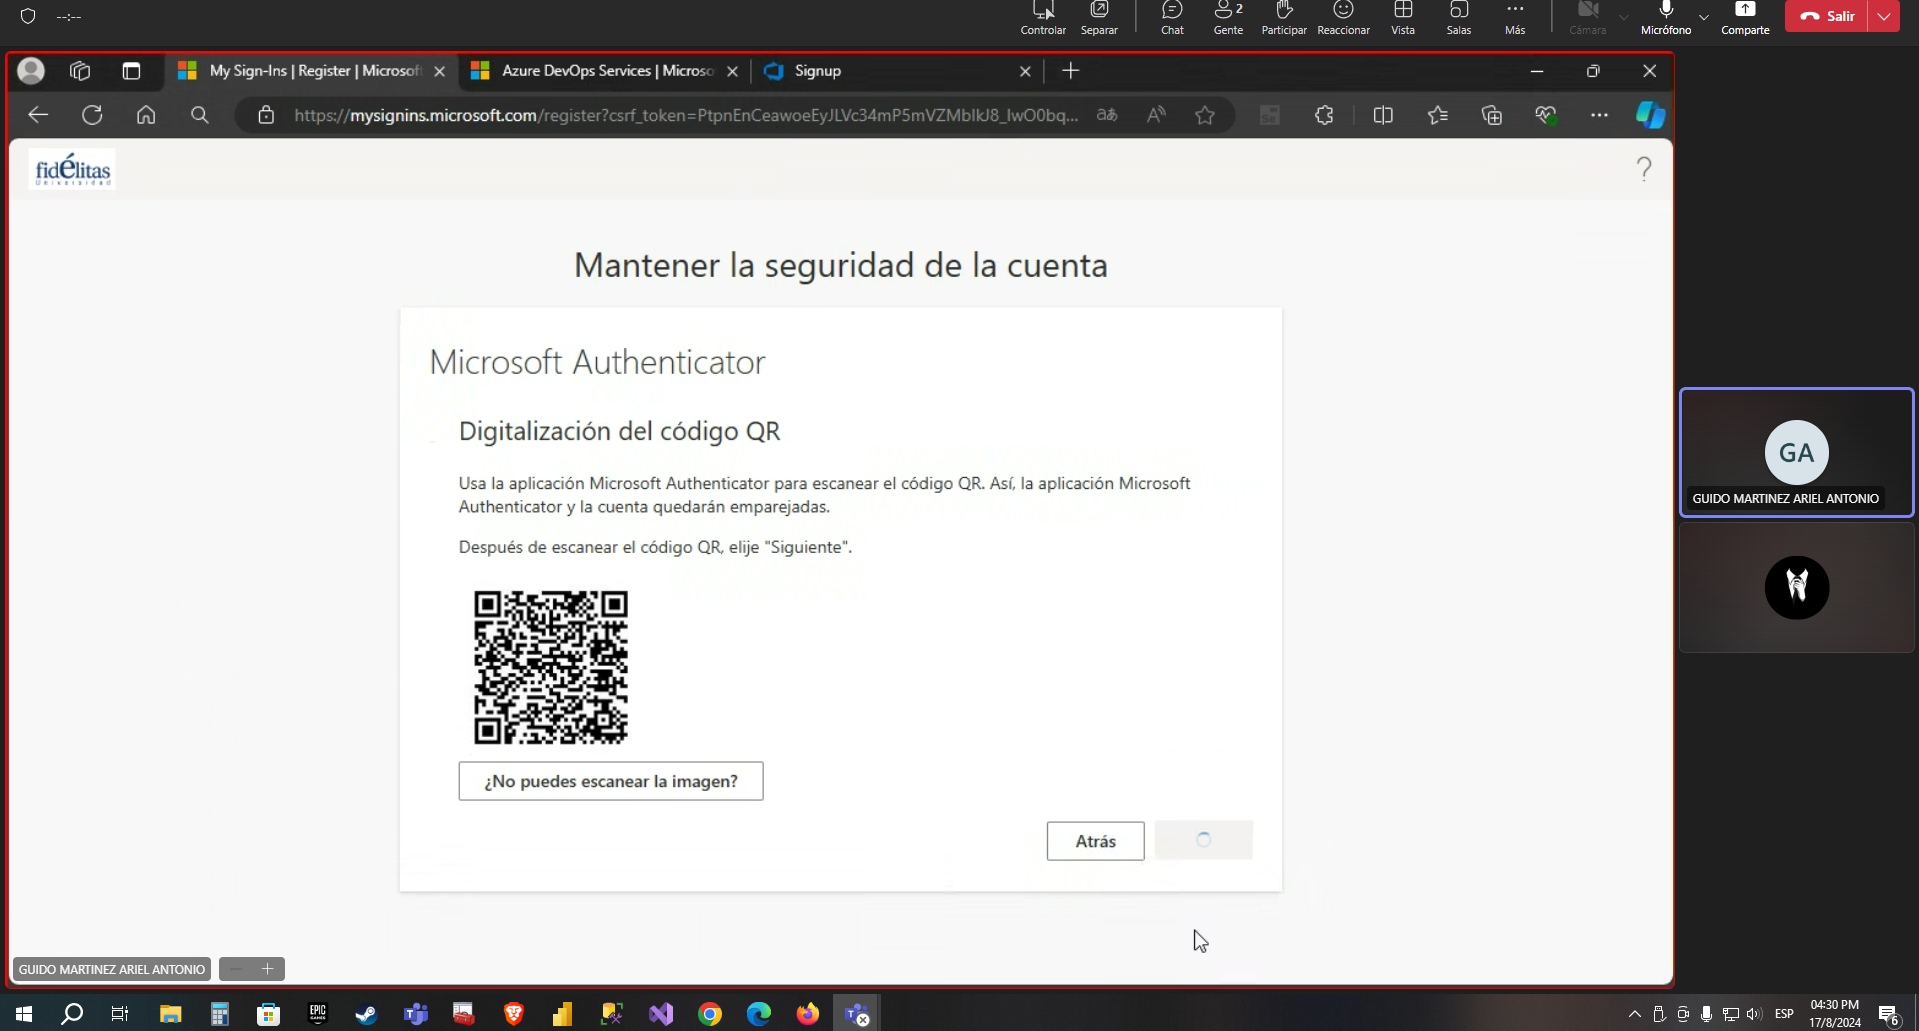 --:--
Controlar
Separar
Chat
2
Gente
Participar
Reaccionar
Vista
Salas
Más
Cámara
Micrófono
Comparte
Salir
My Sign-Ins | Register | Microsoft
Azure DevOps Services | Microso
Signup
https://mysignins.microsoft.com/register?csrf_token=PtpnEnCeawoeEyJLVc34mP5mVZMbIkJ8_IwO0bq...
fidélitas
Universidad
?
Mantener la seguridad de la cuenta
Microsoft Authenticator
Digitalización del código QR
Usa la aplicación Microsoft Authenticator para escanear el código QR. Así, la aplicación Microsoft
Authenticator y la cuenta quedarán emparejadas.
Después de escanear el código QR, elije "Siguiente".
¿No puedes escanear la imagen?
Atrás
GA
GUIDO MARTINEZ ARIEL ANTONIO
GUIDO MARTINEZ ARIEL ANTONIO
EPIC
GAMES
ESP
04:30 PM
17/8/2024
6